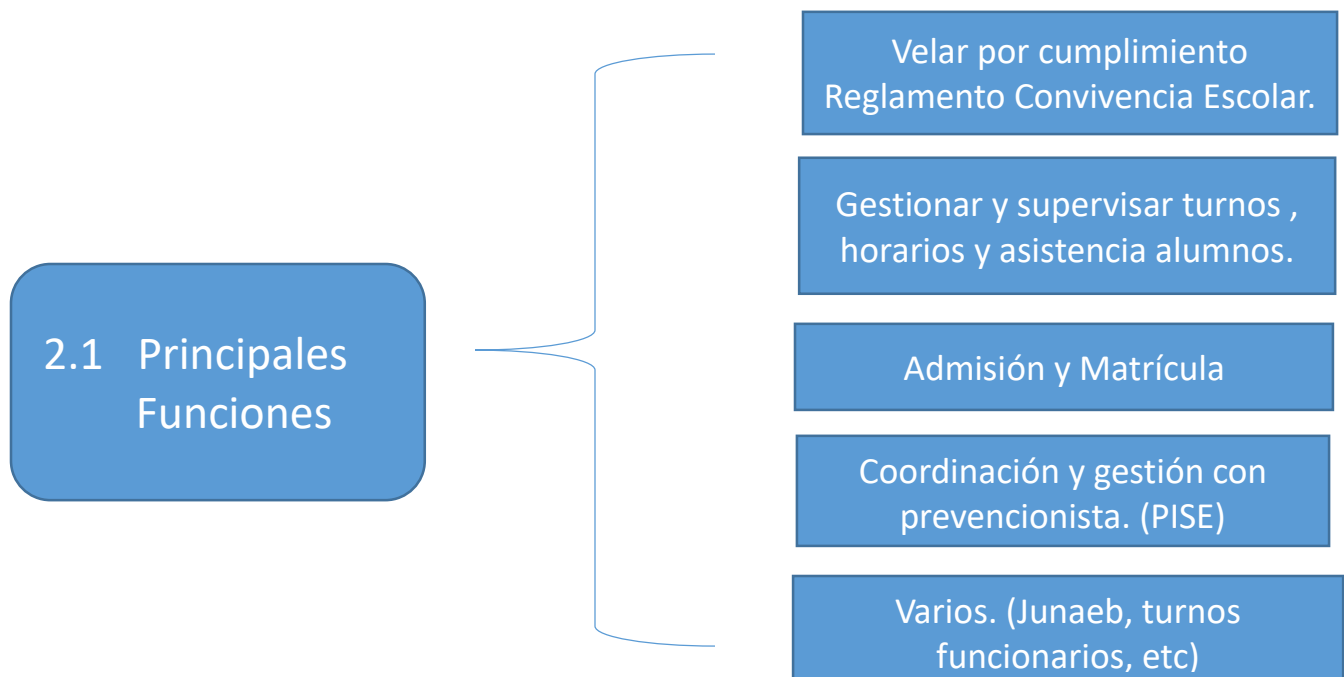 2.1 Principales
Funciones
Velar por cumplimiento
Reglamento Convivencia Escolar.
Gestionar y supervisar turnos ,
horarios y asistencia alumnos.
Admisión y Matrícula
Coordinación y gestión con
prevencionista. (PISE)
Varios. (Junaeb, turnos
funcionarios, etc)